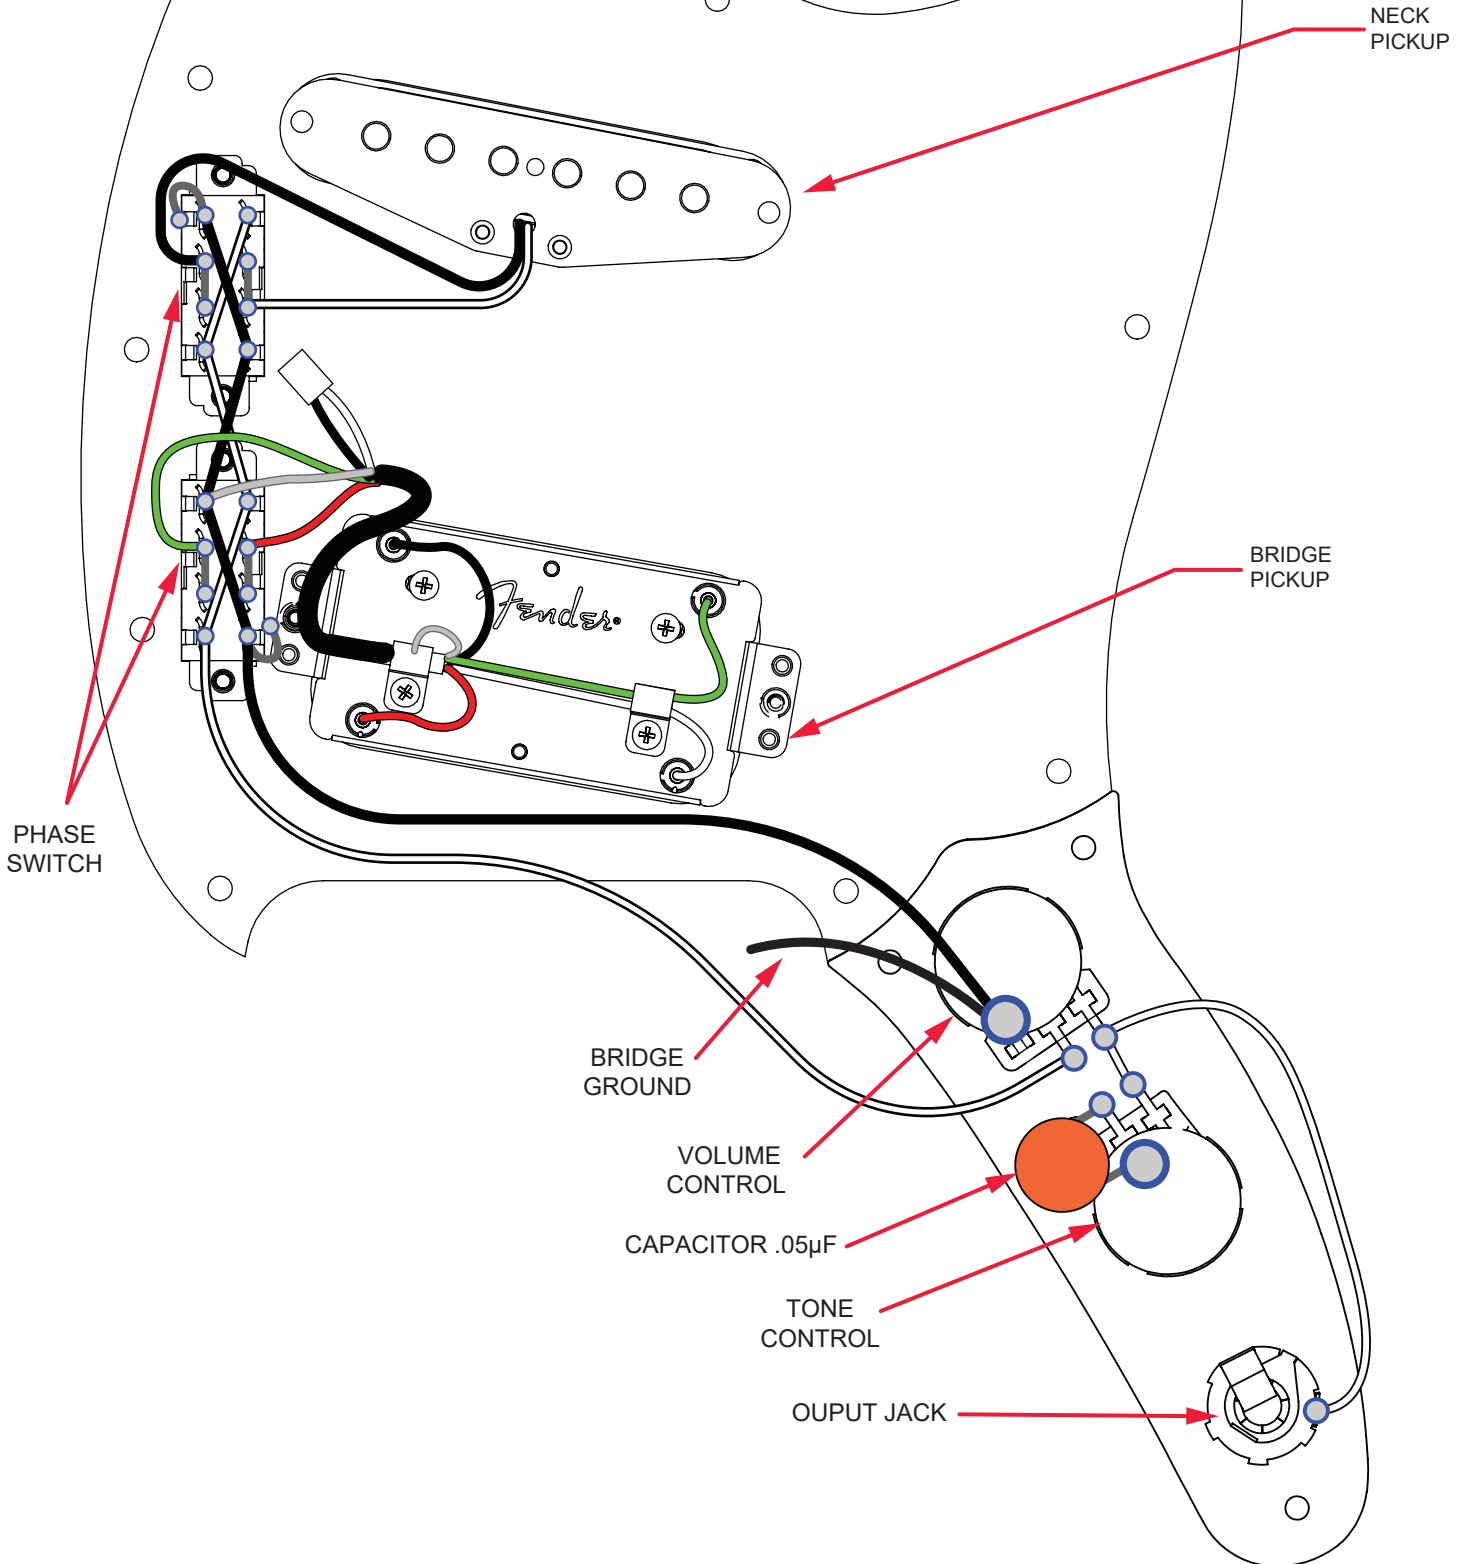 NECK
PICKUP
Fender®
BRIDGE
PICKUP
PHASE
SWITCH
BRIDGE
GROUND
VOLUME
CONTROL
CAPACITOR .05µF
TONE
CONTROL
OUPUT JACK